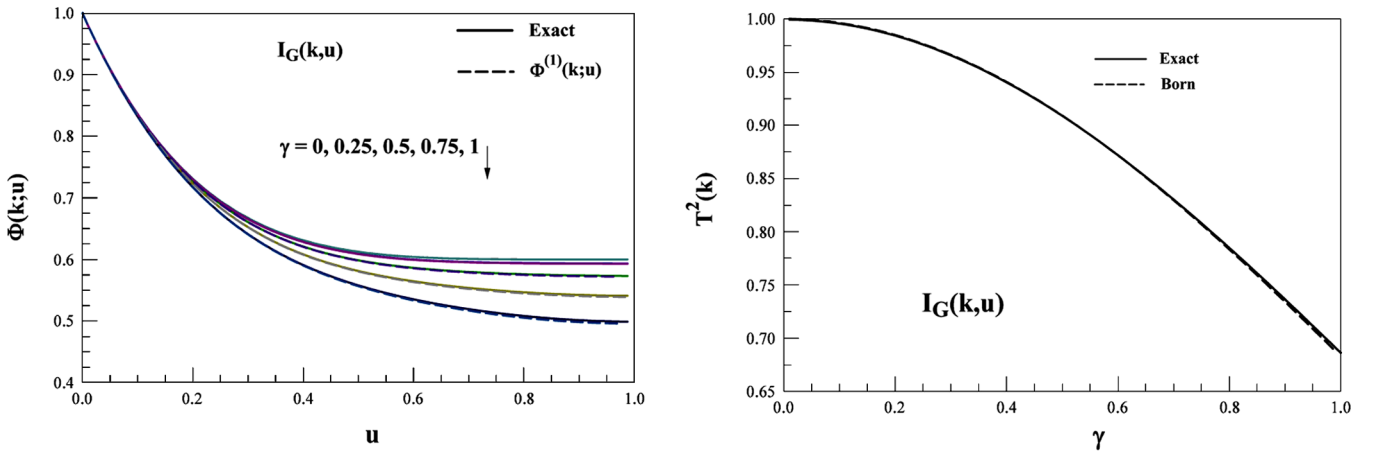 1.0
0.9
0.8
0.7
0.6
0.5
0.4
0.0 0.2 0.4 0.6 0.8 1.0
Φ(k;u)
u
I_G(k,u)
Exact
Φ^(1)(k;u)
γ = 0, 0.25, 0.5, 0.75, 1
1.00
0.95
0.90
0.85
0.80
0.75
0.70
0.65
0.0 0.2 0.4 0.6 0.8 1.0
T²(k)
γ
Exact
Born
I_G(k,u)